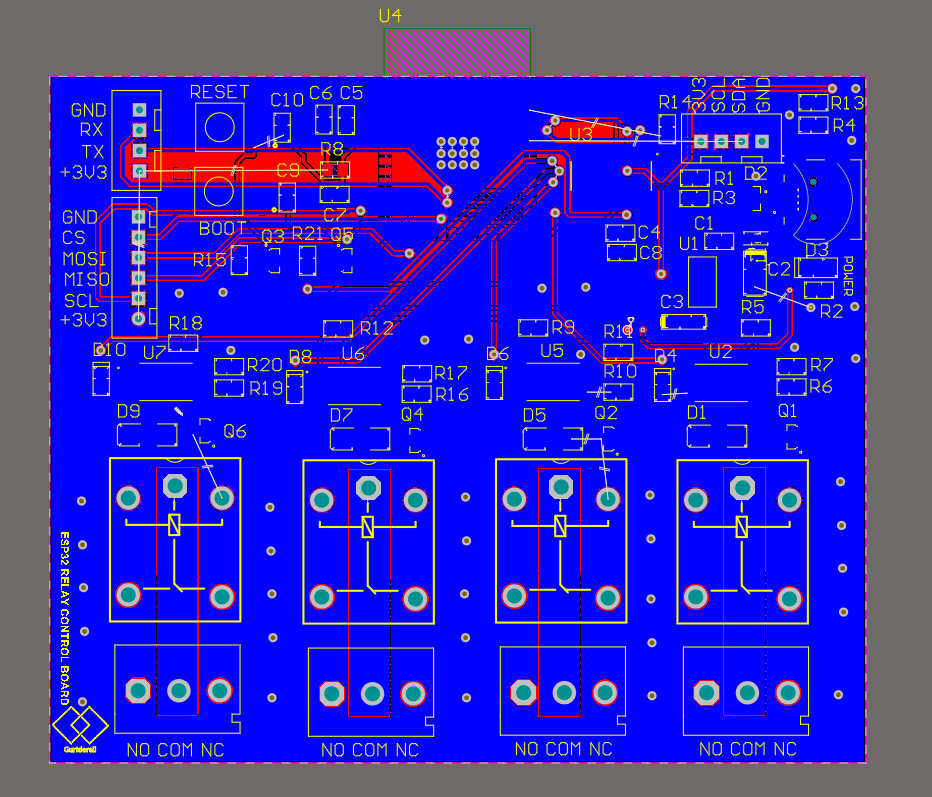 U4
RESET
C6 C5
C10
3V3
SCL
SDA
GND
R14
R13
R4
GND
RX
TX
+3V3
U3
R8
C9
C7
BOOT
R1
R3
GND
CS
MOSI
MISO
SCL
+3V3
R15
Q3
R21
Q5
C4
C8
C1
U1
C2
D3
POWER
R2
C3
R5
R18
R12
R9
R11
D10
U7
D8
U6
D6
U5
D4
U2
R20
R19
R17
R16
R10
R7
R6
D9
Q6
D7
Q4
D5
Q2
D1
Q1
ESP32 RELAY CONTROL BOARD
NO COM NC
NO COM NC
NO COM NC
NO COM NC